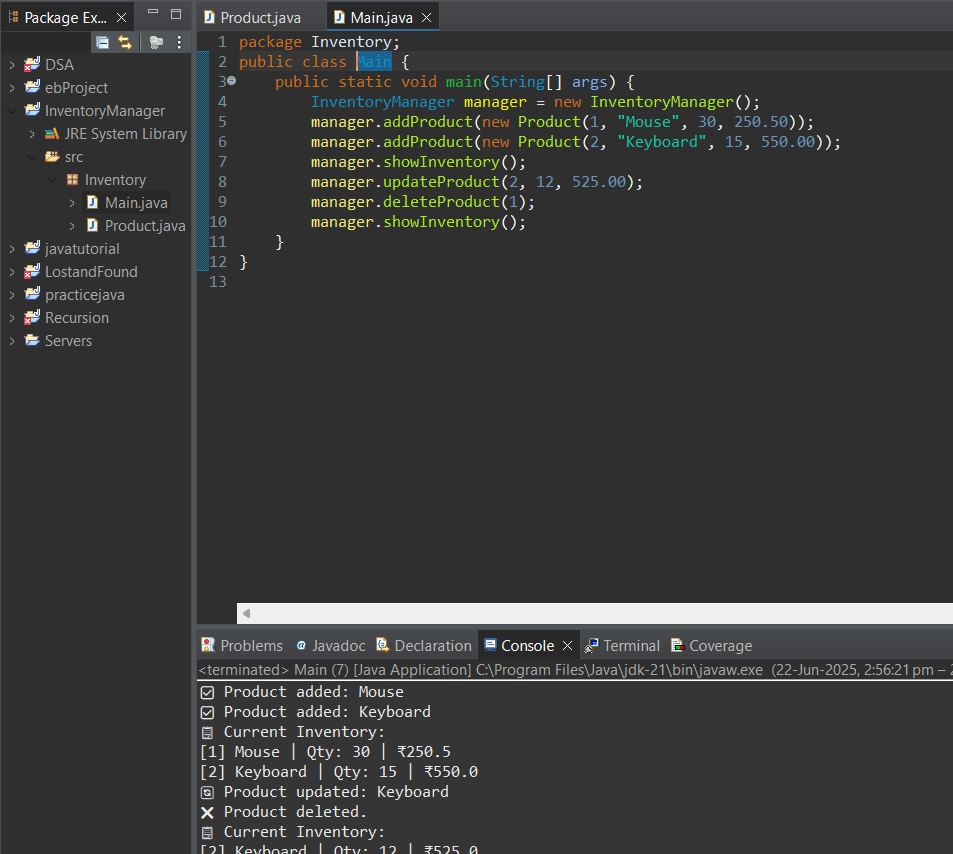 Package Ex...
DSA
ebProject
InventoryManager
JRE System Library
src
Inventory
Main.java
Product.java
javatutorial
LostandFound
practicejava
Recursion
Servers
Product.java Main.java
1 package Inventory;
2 public class Main {
3 public static void main(String[] args) {
4 InventoryManager manager = new InventoryManager();
5 manager.addProduct(new Product(1, "Mouse", 30, 250.50));
6 manager.addProduct(new Product(2, "Keyboard", 15, 550.00));
7 manager.showInventory();
8 manager.updateProduct(2, 12, 525.00);
9 manager.deleteProduct(1);
10 manager.showInventory();
11 }
12 }
13
Problems Javadoc Declaration Console Terminal Coverage
<terminated> Main (7) [Java Application] C:\Program Files\Java\jdk-21\bin\javaw.exe (22-Jun-2025, 2:56:21 pm –
Product added: Mouse
Product added: Keyboard
Current Inventory:
[1] Mouse | Qty: 30 | ₹250.5
[2] Keyboard | Qty: 15 | ₹550.0
Product updated: Keyboard
Product deleted.
Current Inventory:
[2] Keyboard | Qty: 12 | ₹525.0